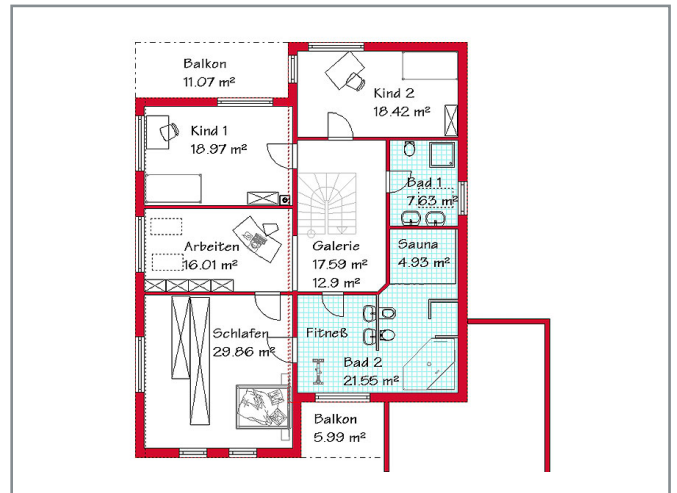 Balkon
11.07 m²
Kind 2
18.42 m²
Kind 1
18.97 m²
Bad 1
7.63 m²
Arbeiten
16.01 m²
Galerie
17.59 m²
12.9 m²
Sauna
4.93 m²
Schlafen
29.86 m²
Fitneß
Bad 2
21.55 m²
Balkon
5.99 m²